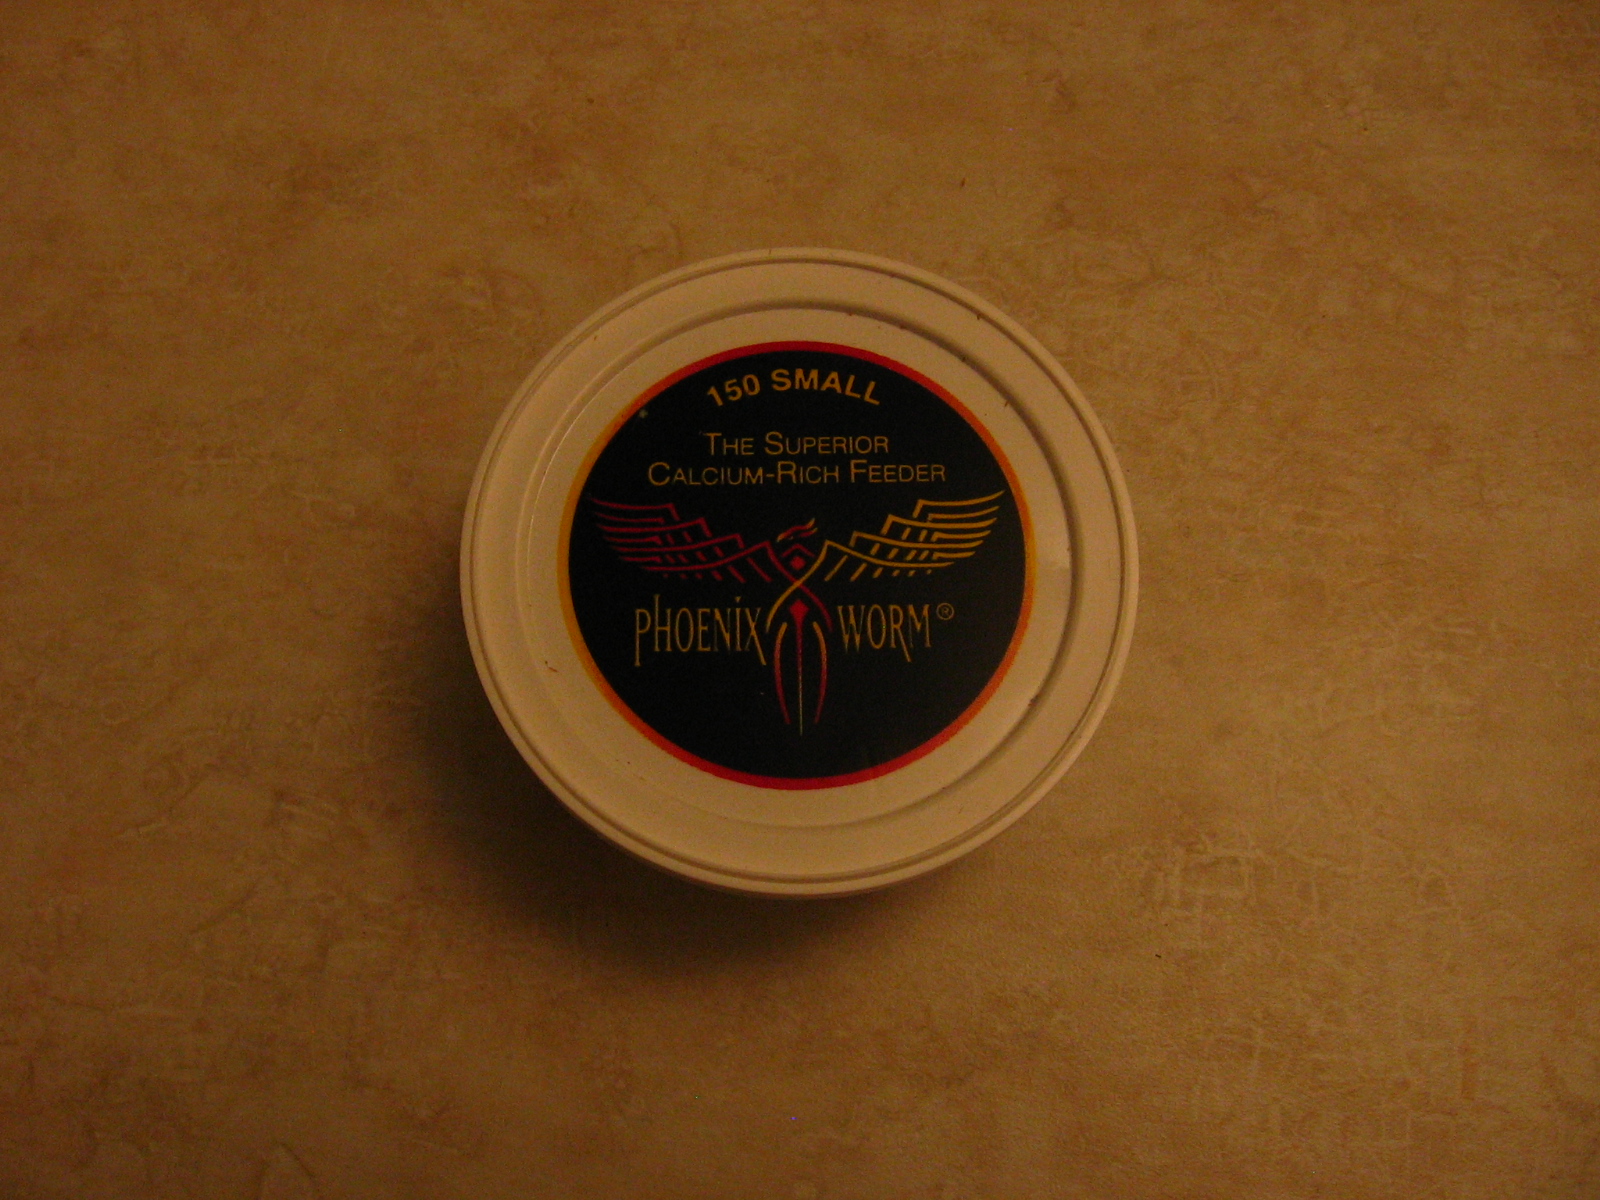 150 SMALL
THE SUPERIOR
CALCIUM-RICH FEEDER
PHOENIX WORM®